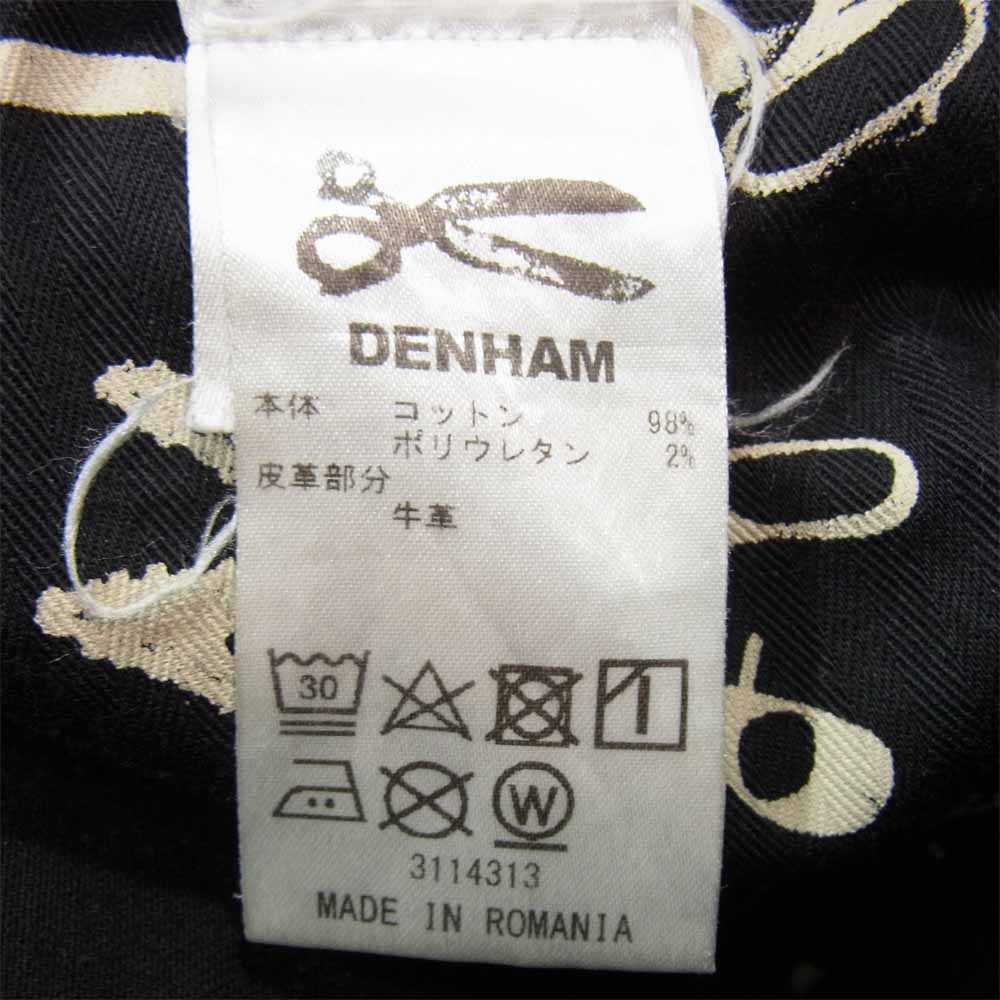 DENHAM
本体 コットン 98%
ポリウレタン 2%
皮革部分
牛革
30
W
3114313
MADE IN ROMANIA